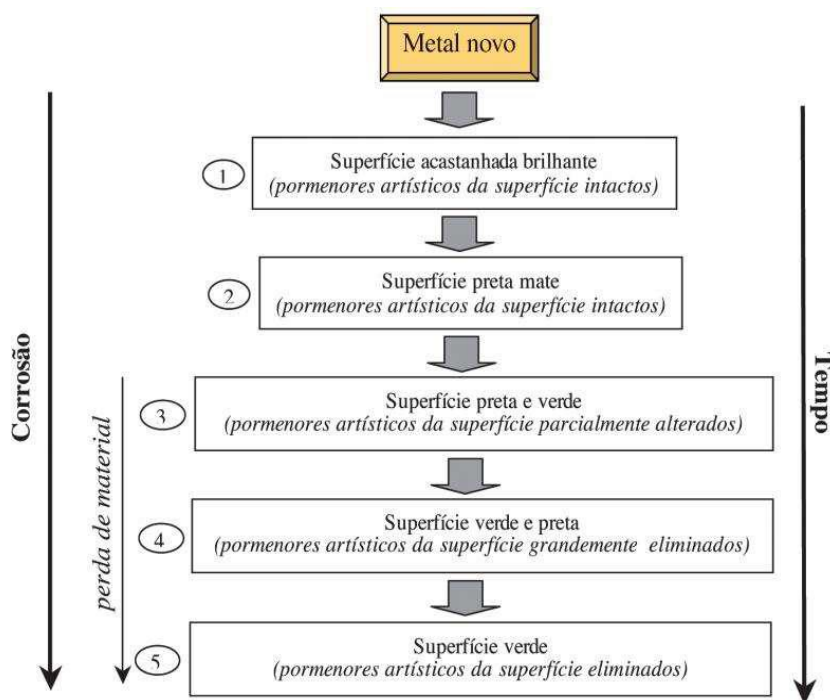 Metal novo
1
Superfície acastanhada brilhante
(pormenores artísticos da superfície intactos)
2
Superfície preta mate
(pormenores artísticos da superfície intactos)
3
Superfície preta e verde
(pormenores artísticos da superfície parcialmente alterados)
4
Superfície verde e preta
(pormenores artísticos da superfície grandemente eliminados)
5
Superfície verde
(pormenores artísticos da superfície eliminados)
Corrosão
perda de material
Tempo